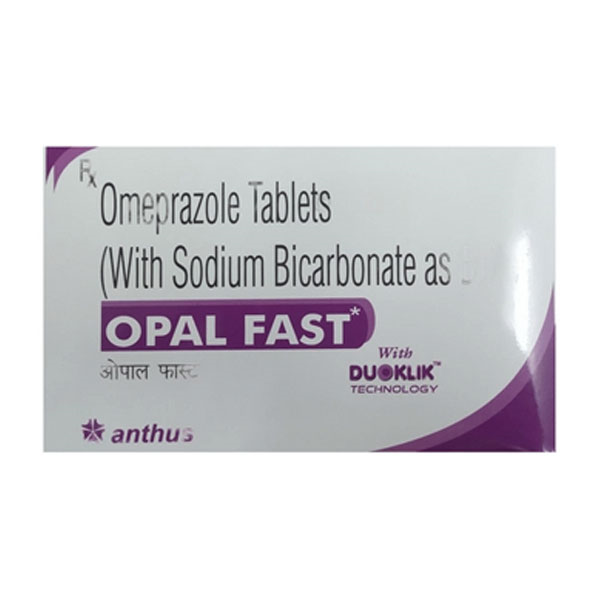 Rx
Omeprazole Tablets
(With Sodium Bicarbonate as
OPAL FAST*
ओपाल फास्ट
With
DUOKLIK™
TECHNOLOGY
anthus